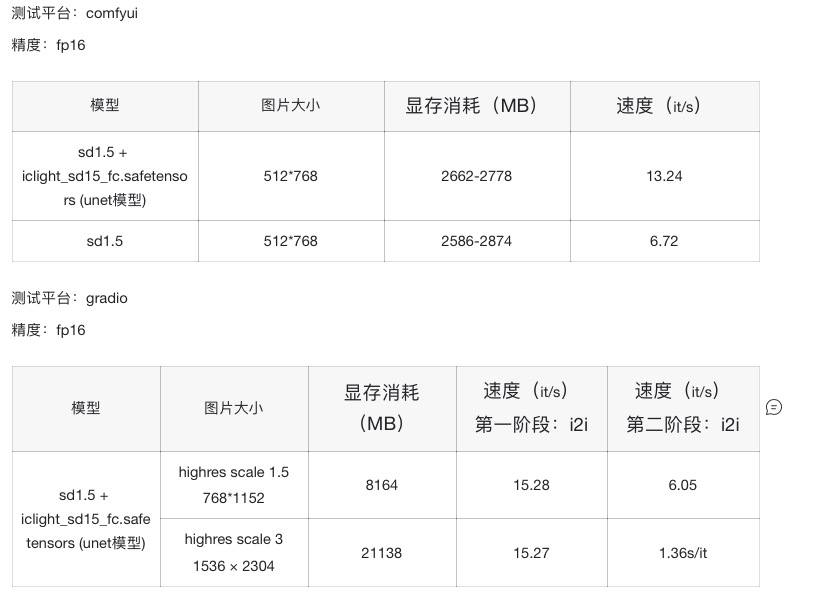 测试平台：comfyui
精度：fp16
模型 图片大小 显存消耗（MB） 速度（it/s）
sd1.5 +
iclight_sd15_fc.safetenso
rs (unet模型)
512*768 2662-2778 13.24
sd1.5 512*768 2586-2874 6.72
测试平台：gradio
精度：fp16
模型
图片大小
显存消耗
（MB）
速度（it/s）
第一阶段：i2i
速度（it/s）
第二阶段：i2i
sd1.5 +
iclight_sd15_fc.safe
tensors (unet模型)
highres scale 1.5
768*1152
8164 15.28 6.05
highres scale 3
1536 × 2304
21138 15.27 1.36s/it